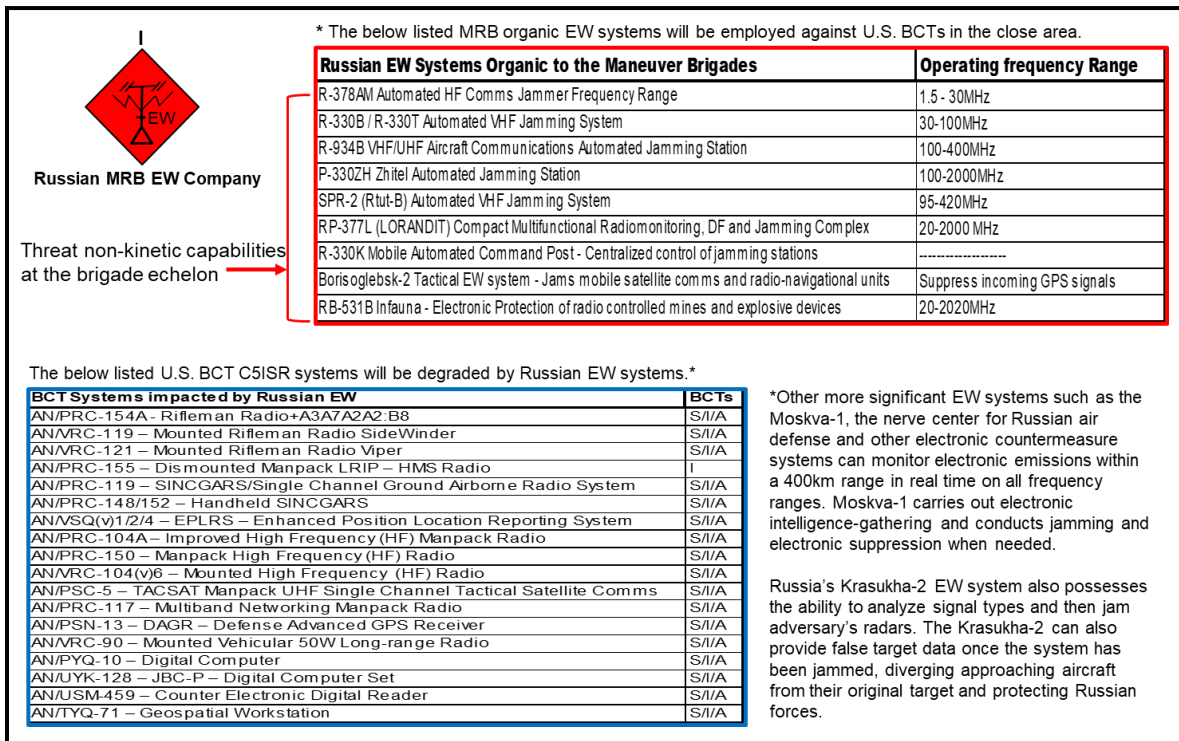 I
EW
Russian MRB EW Company
Threat non-kinetic capabilities
at the brigade echelon
* The below listed MRB organic EW systems will be employed against U.S. BCTs in the close area.
Russian EW Systems Organic to the Maneuver Brigades Operating frequency Range
R-378AM Automated HF Comms Jammer Frequency Range 1.5 - 30MHz
R-330B / R-330T Automated VHF Jamming System 30-100MHz
R-934B VHF/UHF Aircraft Communications Automated Jamming Station 100-400MHz
P-330ZH Zhitel Automated Jamming Station 100-2000MHz
SPR-2 (Rtut-B) Automated VHF Jamming System 95-420MHz
RP-377L (LORANDIT) Compact Multifunctional Radiomonitoring, DF and Jamming Complex 20-2000 MHz
R-330K Mobile Automated Command Post - Centralized control of jamming stations -------------------
Borisoglebsk-2 Tactical EW system - Jams mobile satellite comms and radio-navigational units Suppress incoming GPS signals
RB-531B Infauna - Electronic Protection of radio controlled mines and explosive devices 20-2020MHz
The below listed U.S. BCT C5ISR systems will be degraded by Russian EW systems.*
BCT Systems impacted by Russian EW BCTs
AN/PRC-154A - Rifleman Radio+A3A7A2A2:B8 S/I/A
AN/VRC-119 – Mounted Rifleman Radio SideWinder S/I/A
AN/VRC-121 – Mounted Rifleman Radio Viper S/I/A
AN/PRC-155 – Dismounted Manpack LRIP – HMS Radio I
AN/PRC-119 – SINCGARS/Single Channel Ground Airborne Radio System S/I/A
AN/PRC-148/152 – Handheld SINCGARS S/I/A
AN/VSQ(v)1/2/4 – EPLRS – Enhanced Position Location Reporting System S/I/A
AN/PRC-104A – Improved High Frequency (HF) Manpack Radio S/I/A
AN/PRC-150 – Manpack High Frequency (HF) Radio S/I/A
AN/VRC-104(v)6 – Mounted High Frequency (HF) Radio S/I/A
AN/PSC-5 – TACSAT Manpack UHF Single Channel Tactical Satellite Comms S/I/A
AN/PRC-117 – Multiband Networking Manpack Radio S/I/A
AN/PSN-13 – DAGR – Defense Advanced GPS Receiver S/I/A
AN/VRC-90 – Mounted Vehicular 50W Long-range Radio S/I/A
AN/PYQ-10 – Digital Computer S/I/A
AN/UYK-128 – JBC-P – Digital Computer Set S/I/A
AN/USM-459 – Counter Electronic Digital Reader S/I/A
AN/TYQ-71 – Geospatial Workstation S/I/A
*Other more significant EW systems such as the
Moskva-1, the nerve center for Russian air
defense and other electronic countermeasure
systems can monitor electronic emissions within
a 400km range in real time on all frequency
ranges. Moskva-1 carries out electronic
intelligence-gathering and conducts jamming and
electronic suppression when needed.
Russia's Krasukha-2 EW system also possesses
the ability to analyze signal types and then jam
adversary's radars. The Krasukha-2 can also
provide false target data once the system has
been jammed, diverging approaching aircraft
from their original target and protecting Russian
forces.